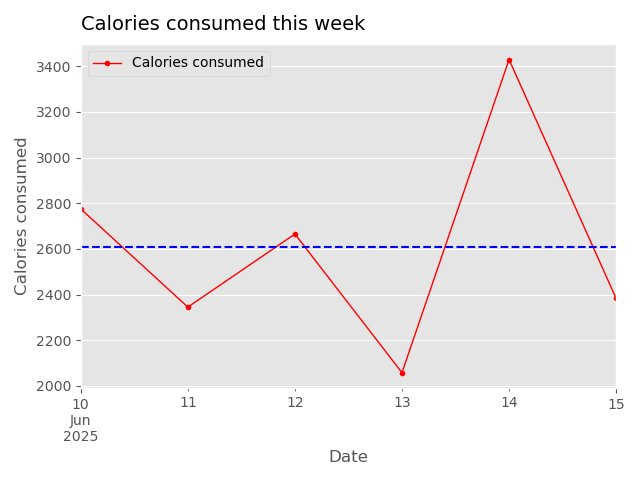 Calories consumed this week
Calories consumed
3400
3200
3000
2800
2600
2400
2200
2000
Calories consumed
10 11 12 13 14 15
Jun
2025
Date